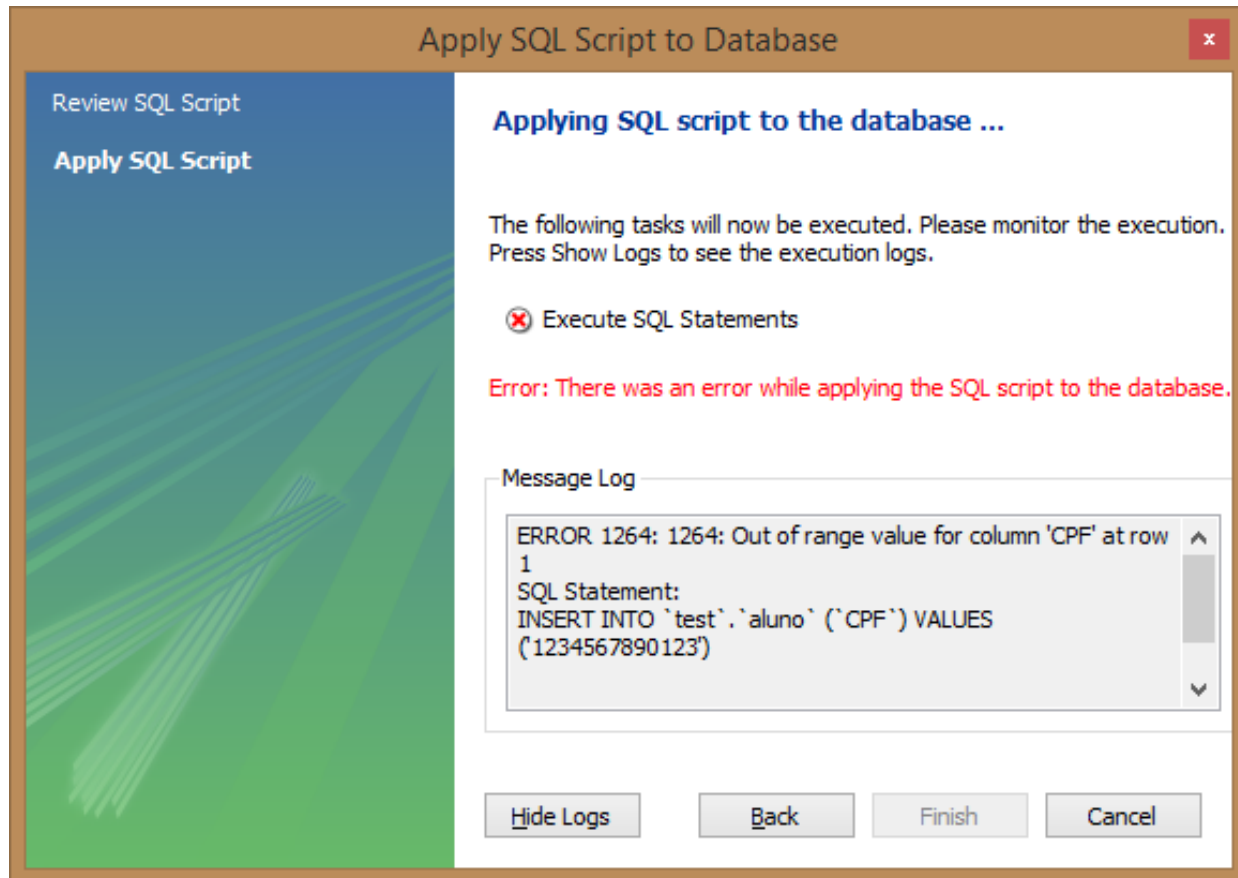 Apply SQL Script to Database
x
Review SQL Script
Apply SQL Script
Applying SQL script to the database ...
The following tasks will now be executed. Please monitor the execution.
Press Show Logs to see the execution logs.
Execute SQL Statements
Error: There was an error while applying the SQL script to the database.
Message Log
ERROR 1264: 1264: Out of range value for column 'CPF' at row
1
SQL Statement:
INSERT INTO `test`.`aluno` (`CPF`) VALUES
('1234567890123')
Hide Logs
Back
Finish
Cancel